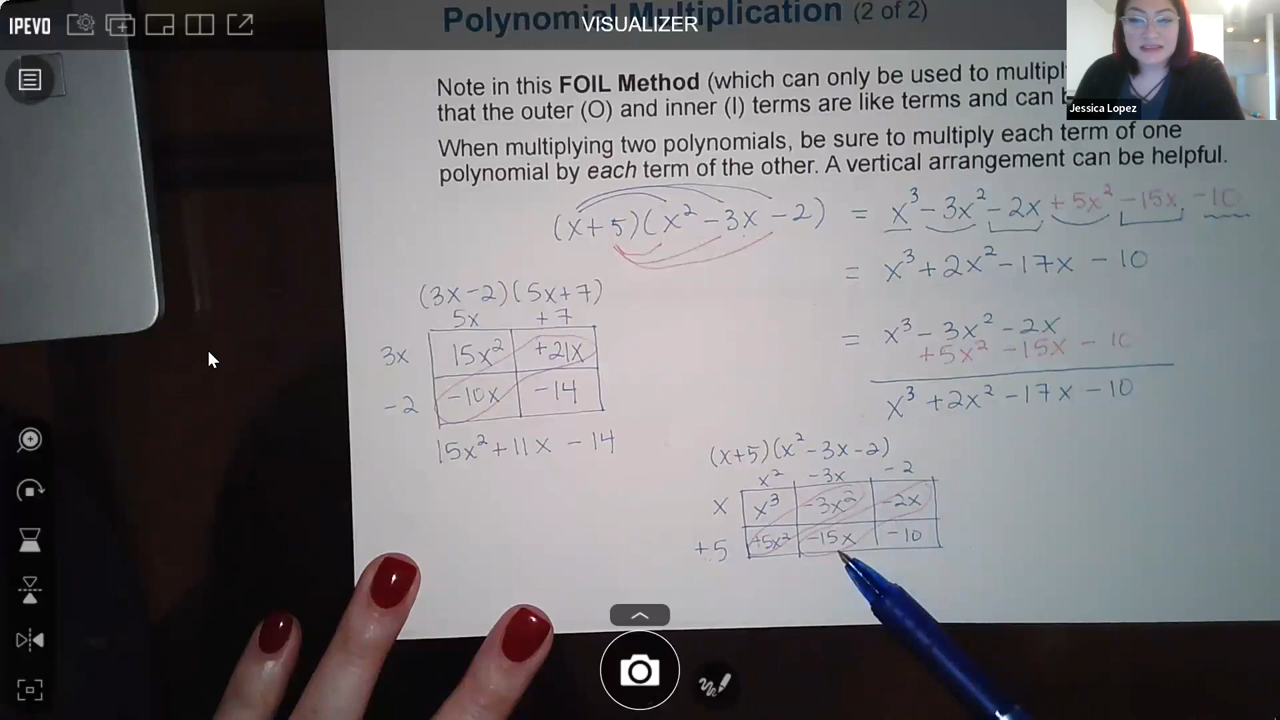 IPEVO
VISUALIZER
Polynomial Multiplication (2 of 2)
Jessica Lopez
Note in this FOIL Method (which can only be used to multipl
that the outer (O) and inner (I) terms are like terms and can
When multiplying two polynomials, be sure to multiply each term of one
polynomial by each term of the other. A vertical arrangement can be helpful.
(x+5)(x²-3x-2) = x³-3x²-2x+5x²-15x-10
= x³+2x²-17x-10
(3x-2)(5x+7)
5x +7
3x 15x² +21x
-2 -10x -14
15x²+11x-14
= x³-3x²-2x
+5x²-15x-10
x³+2x²-17x-10
(x+5)(x²-3x-2)
x² -3x -2
x x³ -3x² -2x
+5 +5x² -15x -10